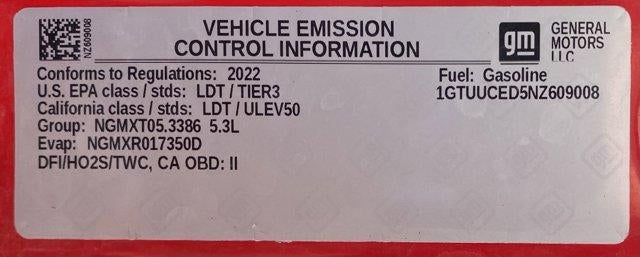 NZ609008
VEHICLE EMISSION
CONTROL INFORMATION
gm
GENERAL
MOTORS
LLC
Conforms to Regulations: 2022
Fuel: Gasoline
U.S. EPA class / stds: LDT / TIER3
1GTUUCED5NZ609008
California class / stds: LDT / ULEV50
Group: NGMXT05.3386 5.3L
Evap: NGMXR017350D
DFI/HO2S/TWC, CA OBD: II